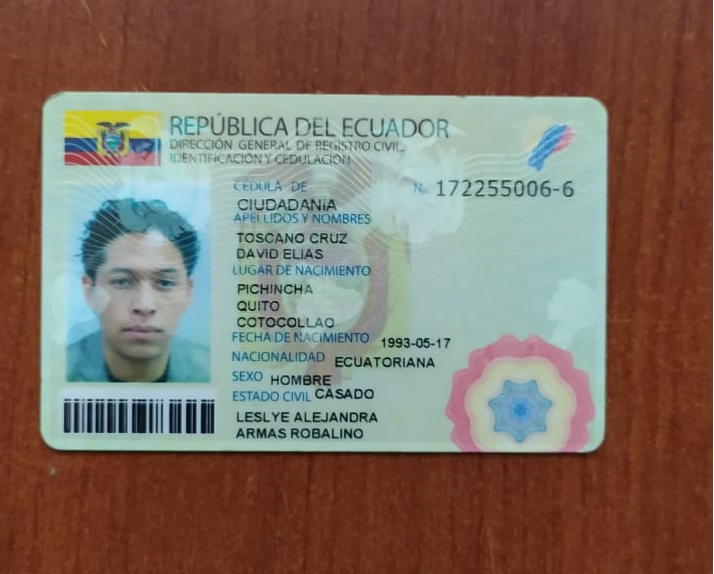 REPÚBLICA DEL ECUADOR
DIRECCIÓN GENERAL DE REGISTRO CIVIL,
IDENTIFICACIÓN Y CEDULACIÓN
CÉDULA DE No. 172255006-6
CIUDADANÍA
APELLIDOS Y NOMBRES
TOSCANO CRUZ
DAVID ELIAS
LUGAR DE NACIMIENTO
PICHINCHA
QUITO
COTOCOLLAO
FECHA DE NACIMIENTO 1993-05-17
NACIONALIDAD ECUATORIANA
SEXO HOMBRE
ESTADO CIVIL CASADO
LESLYE ALEJANDRA
ARMAS ROBALINO